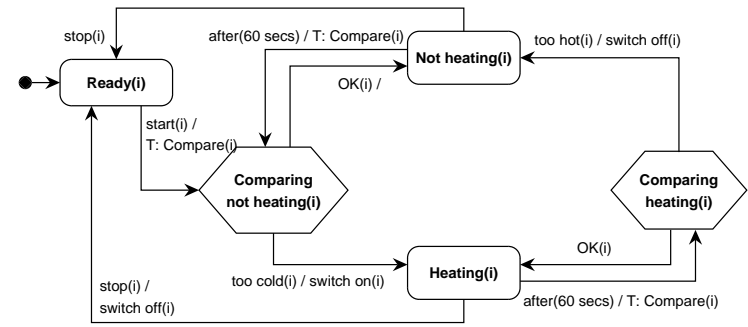 stop(i)
after(60 secs) / T: Compare(i)
too hot(i) / switch off(i)
Not heating(i)
Ready(i)
OK(i) /
start(i) /
T: Compare(i)
Comparing
not heating(i)
Comparing
heating(i)
OK(i)
Heating(i)
too cold(i) / switch on(i)
stop(i) /
switch off(i)
after(60 secs) / T: Compare(i)